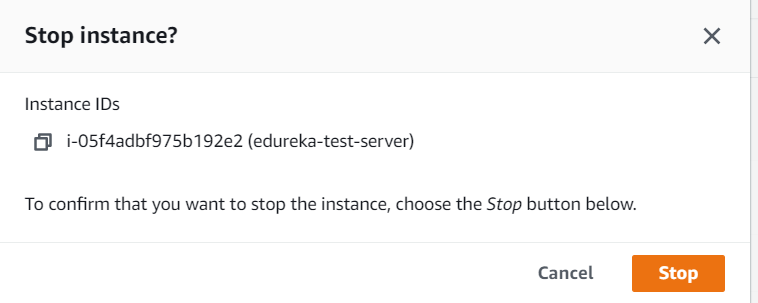 Stop instance?
Instance IDs
i-05f4adbf975b192e2 (edureka-test-server)
To confirm that you want to stop the instance, choose the Stop button below.
Cancel
Stop